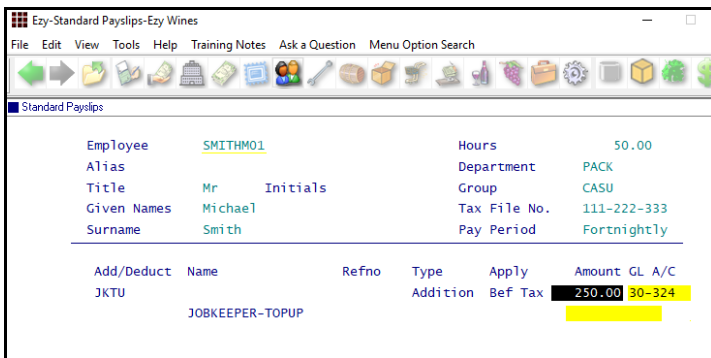 Ezy-Standard Payslips-Ezy Wines
File Edit View Tools Help Training Notes Ask a Question Menu Option Search
Standard Payslips
Employee SMITHMO1 Hours 50.00
Alias Department PACK
Title Mr Initials Group CASU
Given Names Michael Tax File No. 111-222-333
Surname Smith Pay Period Fortnightly
Add/Deduct Name Refno Type Apply Amount GL A/C
JKTU Addition Bef Tax 250.00 30-324
JOBKEEPER-TOPUP